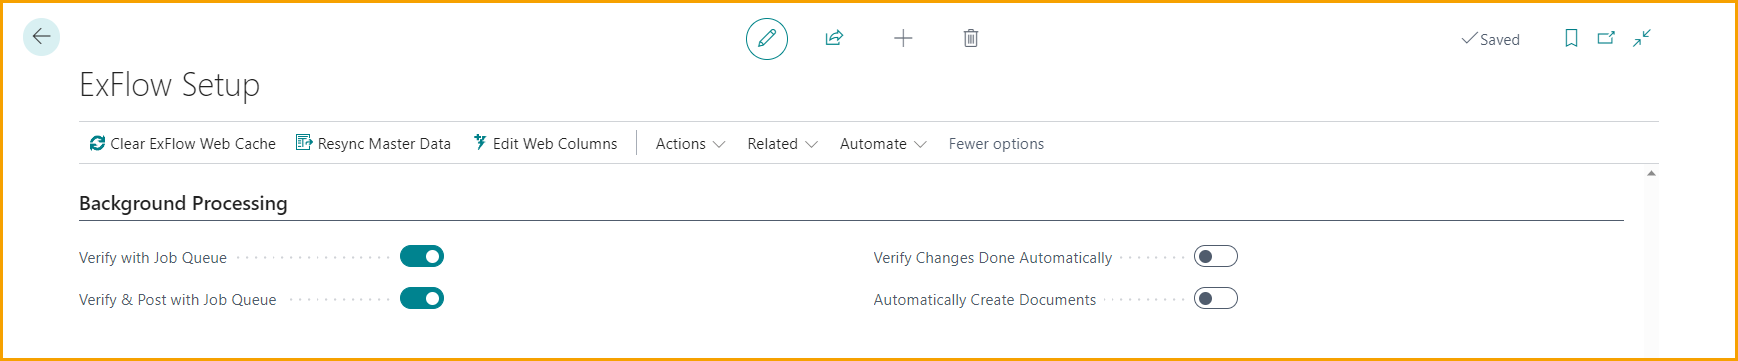 Saved
ExFlow Setup
Clear ExFlow Web Cache Resync Master Data Edit Web Columns Actions Related Automate Fewer options
Background Processing
Verify with Job Queue Verify Changes Done Automatically
Verify & Post with Job Queue Automatically Create Documents